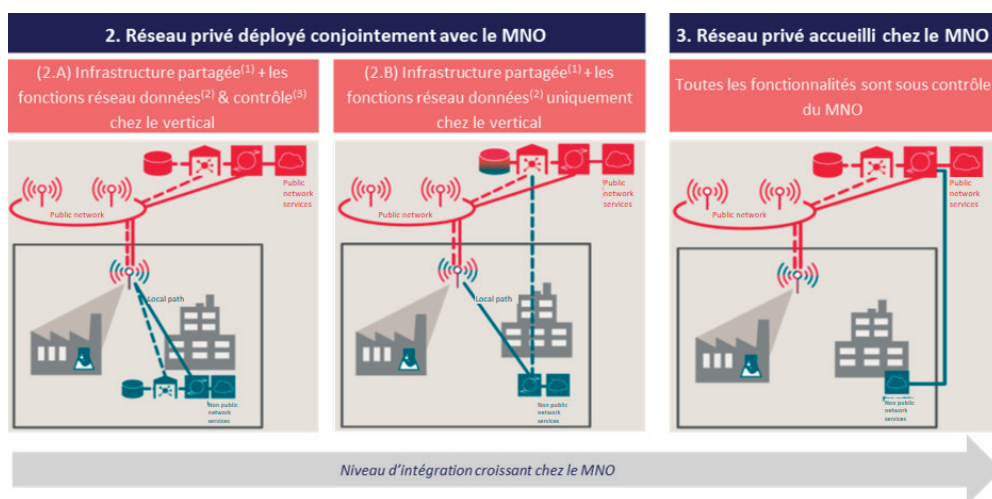 2. Réseau privé déployé conjointement avec le MNO
3. Réseau privé accueilli chez le MNO
(2.A) Infrastructure partagée(1) + les
fonctions réseau données(2) & contrôle(3)
chez le vertical
(2.B) Infrastructure partagée(1) + les
fonctions réseau données(2) uniquement
chez le vertical
Toutes les fonctionnalités sont sous contrôle
du MNO
Public
network
services
Public network
Local path
Non public
network
services
Public
network
services
Public network
Local path
Non public
network
services
Public
network
services
Public network
Non public
network
services
Niveau d'intégration croissant chez le MNO